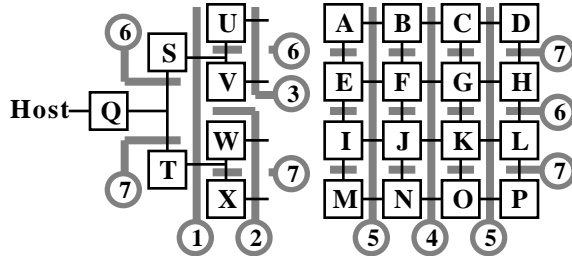 U A B C D
6 S 6 7
V 3 E F G H
Host Q 6
W I J K L
T 7 7
7 X M N O P
1 2 5 4 5